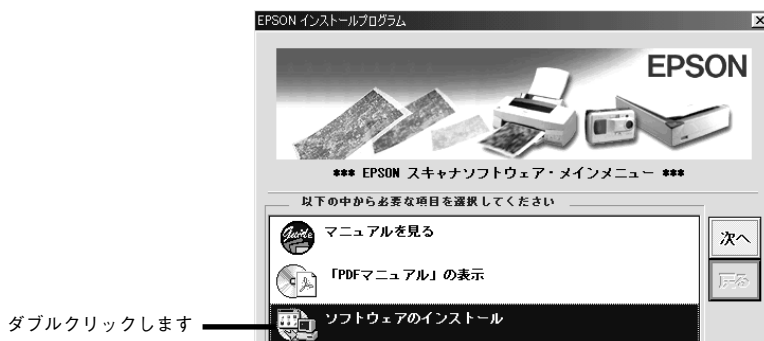 EPSON インストールプログラム
EPSON
*** EPSON スキャナソフトウェア・メインメニュー ***
以下の中から必要な項目を選択してください
Guide
マニュアルを見る
次へ
「PDFマニュアル」の表示
戻る
ダブルクリックします
ソフトウェアのインストール